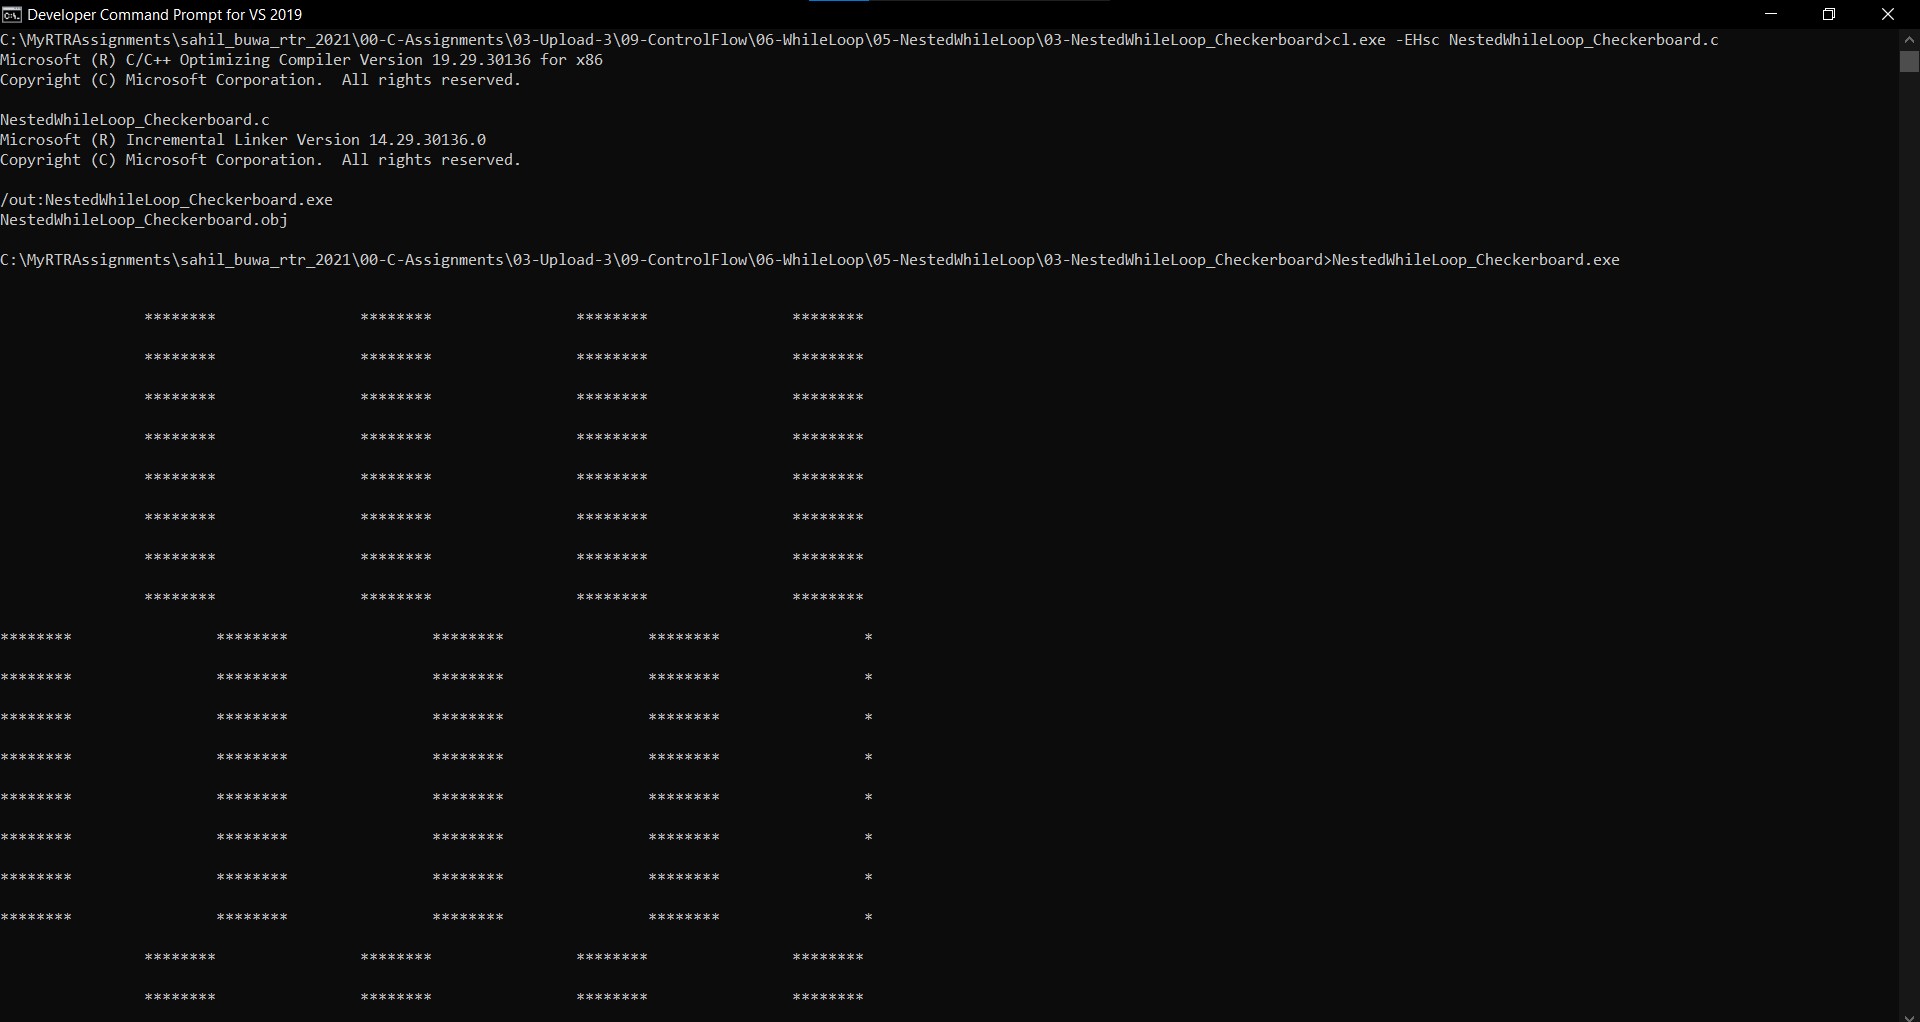 Developer Command Prompt for VS 2019
C:\MyRTRAssignments\sahil_buwa_rtr_2021\00-C-Assignments\03-Upload-3\09-ControlFlow\06-WhileLoop\05-NestedWhileLoop\03-NestedWhileLoop_Checkerboard>cl.exe -EHsc NestedWhileLoop_Checkerboard.c
Microsoft (R) C/C++ Optimizing Compiler Version 19.29.30136 for x86
Copyright (C) Microsoft Corporation.  All rights reserved.
NestedWhileLoop_Checkerboard.c
Microsoft (R) Incremental Linker Version 14.29.30136.0
Copyright (C) Microsoft Corporation.  All rights reserved.
/out:NestedWhileLoop_Checkerboard.exe
NestedWhileLoop_Checkerboard.obj
C:\MyRTRAssignments\sahil_buwa_rtr_2021\00-C-Assignments\03-Upload-3\09-ControlFlow\06-WhileLoop\05-NestedWhileLoop\03-NestedWhileLoop_Checkerboard>NestedWhileLoop_Checkerboard.exe
                ********                ********                ********                ********
                ********                ********                ********                ********
                ********                ********                ********                ********
                ********                ********                ********                ********
                ********                ********                ********                ********
                ********                ********                ********                ********
                ********                ********                ********                ********
                ********                ********                ********                ********
********                ********                ********                ********                *
********                ********                ********                ********                *
********                ********                ********                ********                *
********                ********                ********                ********                *
********                ********                ********                ********                *
********                ********                ********                ********                *
********                ********                ********                ********                *
********                ********                ********                ********                *
                ********                ********                ********                ********
                ********                ********                ********                ********